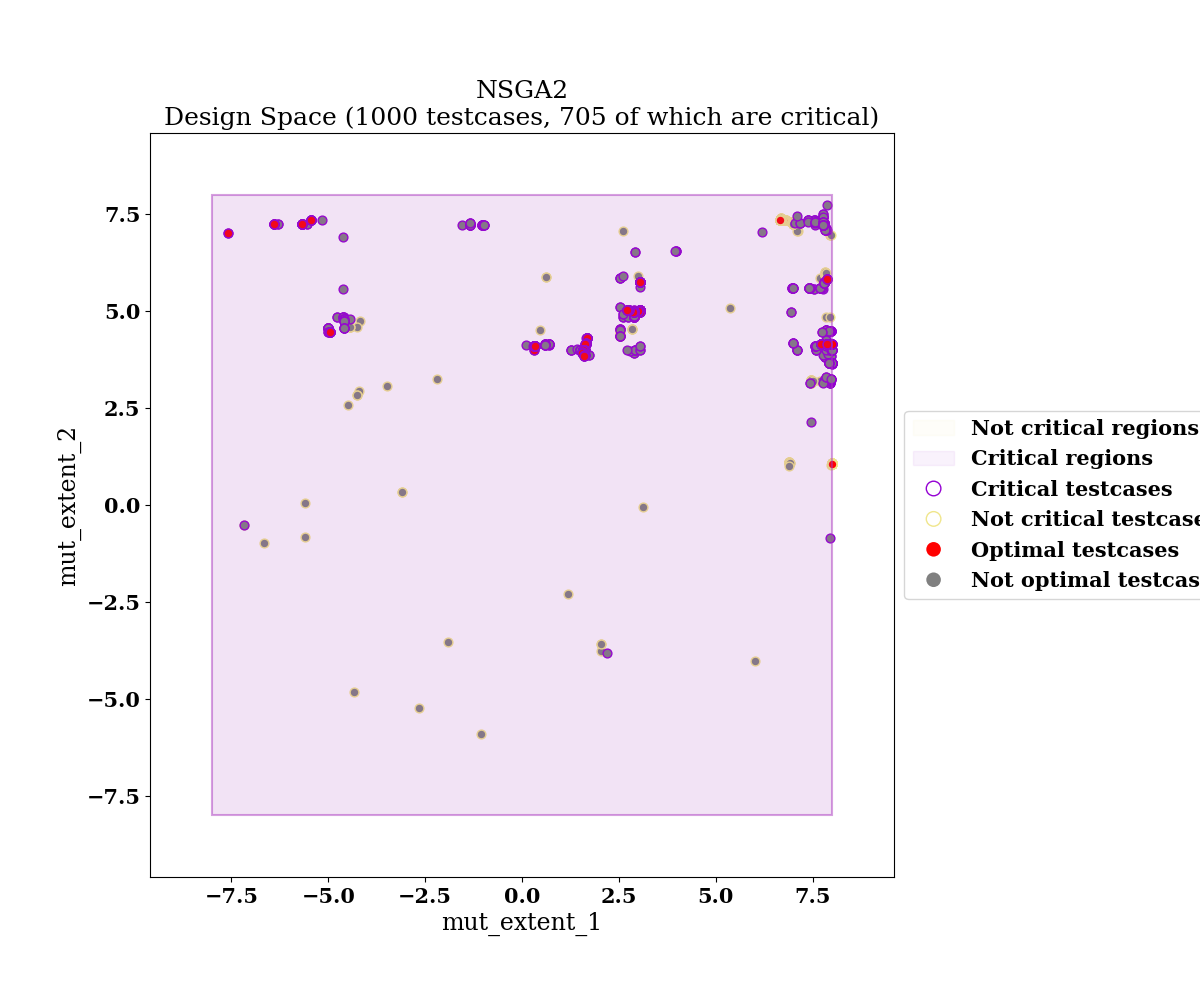 NSGA2
Design Space (1000 testcases, 705 of which are critical)
mut_extent_2
7.5
5.0
2.5
0.0
−2.5
−5.0
−7.5
−7.5 −5.0 −2.5 0.0 2.5 5.0 7.5
mut_extent_1
Not critical regions
Critical regions
Critical testcases
Not critical testcase
Optimal testcases
Not optimal testcas